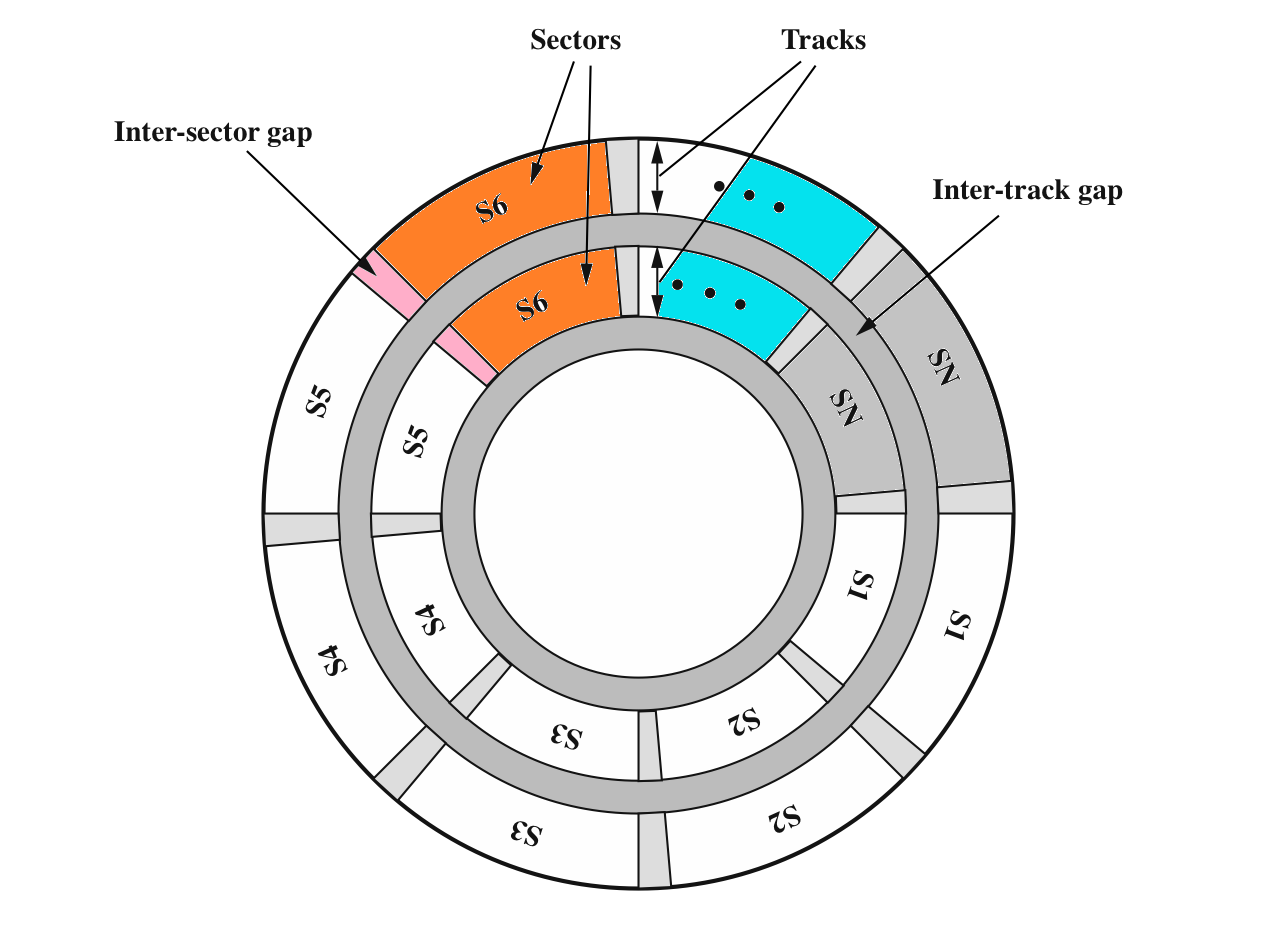 Sectors
Tracks
Inter-sector gap
Inter-track gap
S6
S6
SN
SN
S5
S5
S1
S1
S4
S4
S3
S2
S3
S2